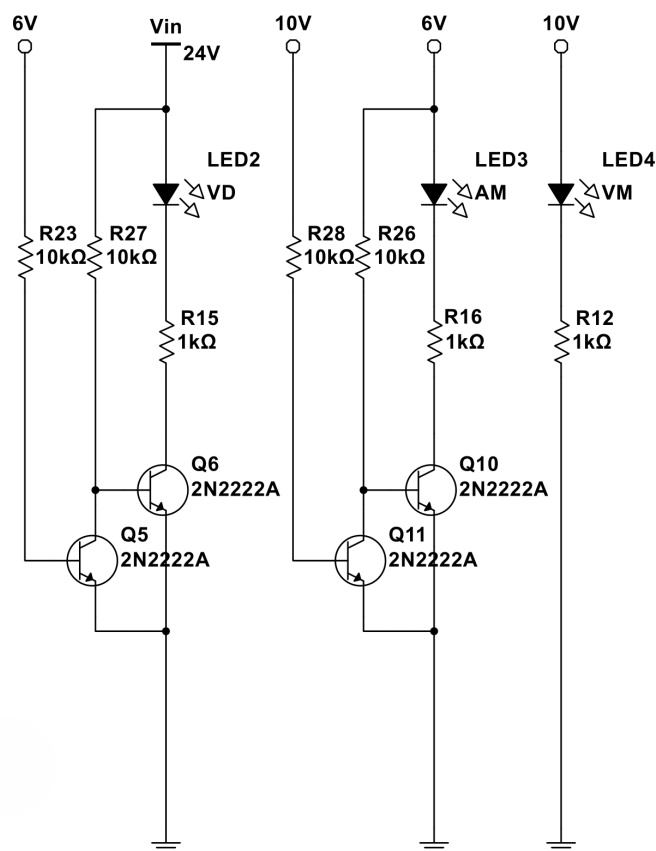 6V
Vin
24V
10V
6V
10V
LED2
VD
LED3
AM
LED4
VM
R23
10kΩ
R27
10kΩ
R28
10kΩ
R26
10kΩ
R15
1kΩ
R16
1kΩ
R12
1kΩ
Q6
2N2222A
Q10
2N2222A
Q5
2N2222A
Q11
2N2222A